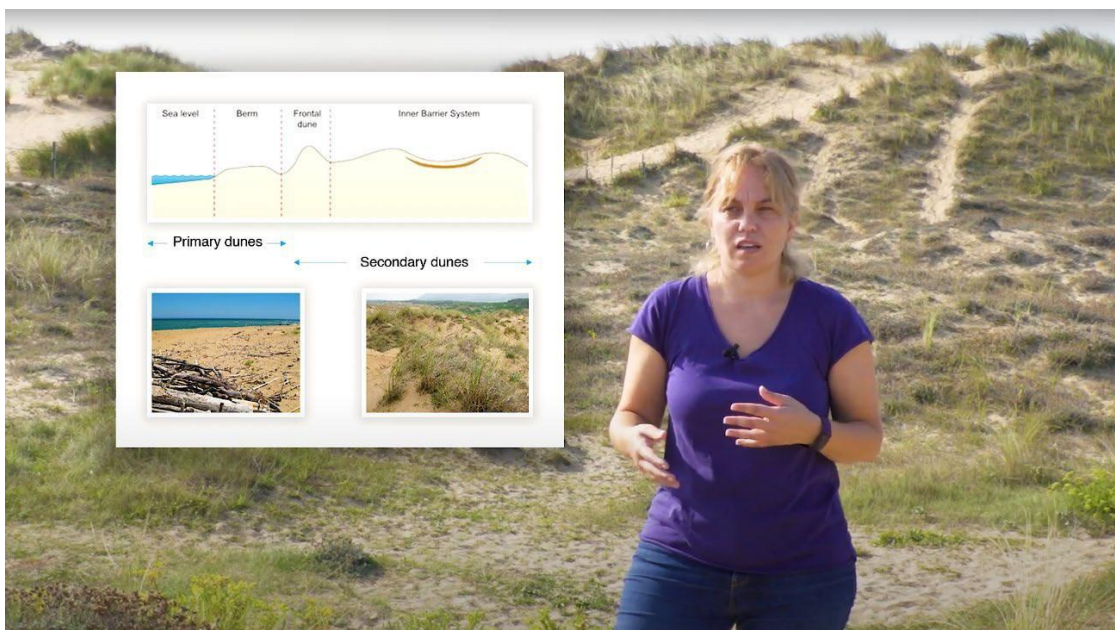 Sea level
Berm
Frontal
dune
Inner Barrier System
Primary dunes
Secondary dunes